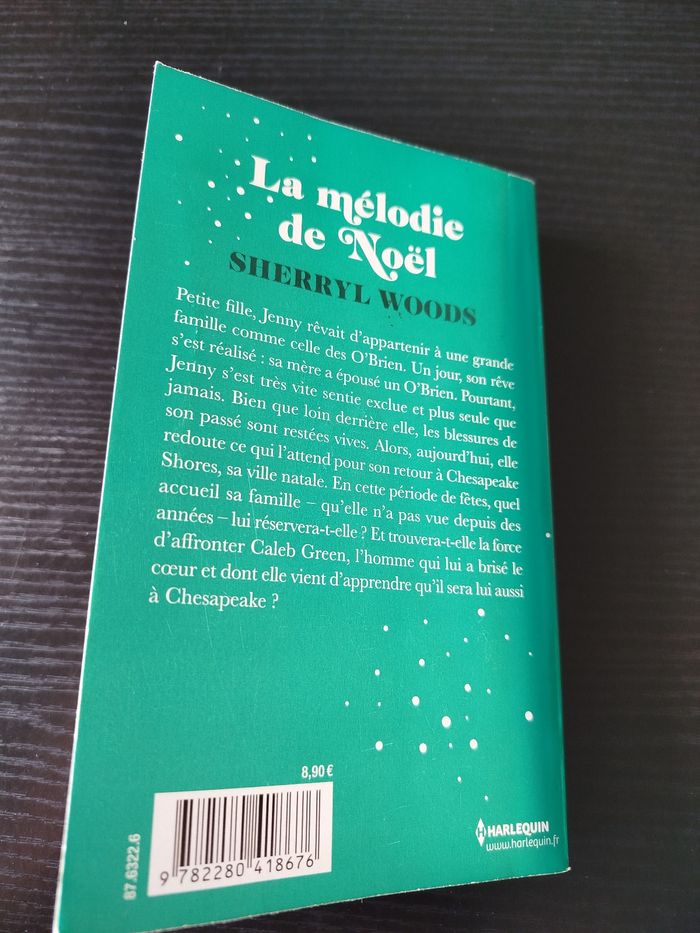 La mélodie
de Noël
SHERRYL WOODS
Petite fille, Jenny rêvait d'appartenir à une grande
famille comme celle des O'Brien. Un jour, son rêve
s'est réalisé : sa mère a épousé un O'Brien. Pourtant,
Jenny s'est très vite sentie exclue et plus seule que
jamais. Bien que loin derrière elle, les blessures de
son passé sont restées vives. Alors, aujourd'hui, elle
redoute ce qui l'attend pour son retour à Chesapeake
Shores, sa ville natale. En cette période de fêtes, quel
accueil sa famille – qu'elle n'a pas vue depuis des
années – lui réservera-t-elle ? Et trouvera-t-elle la force
d'affronter Caleb Green, l'homme qui lui a brisé le
cœur et dont elle vient d'apprendre qu'il sera lui aussi
à Chesapeake ?
8,90 €
87.6322.6
9 782280 418676
HARLEQUIN
www.harlequin.fr